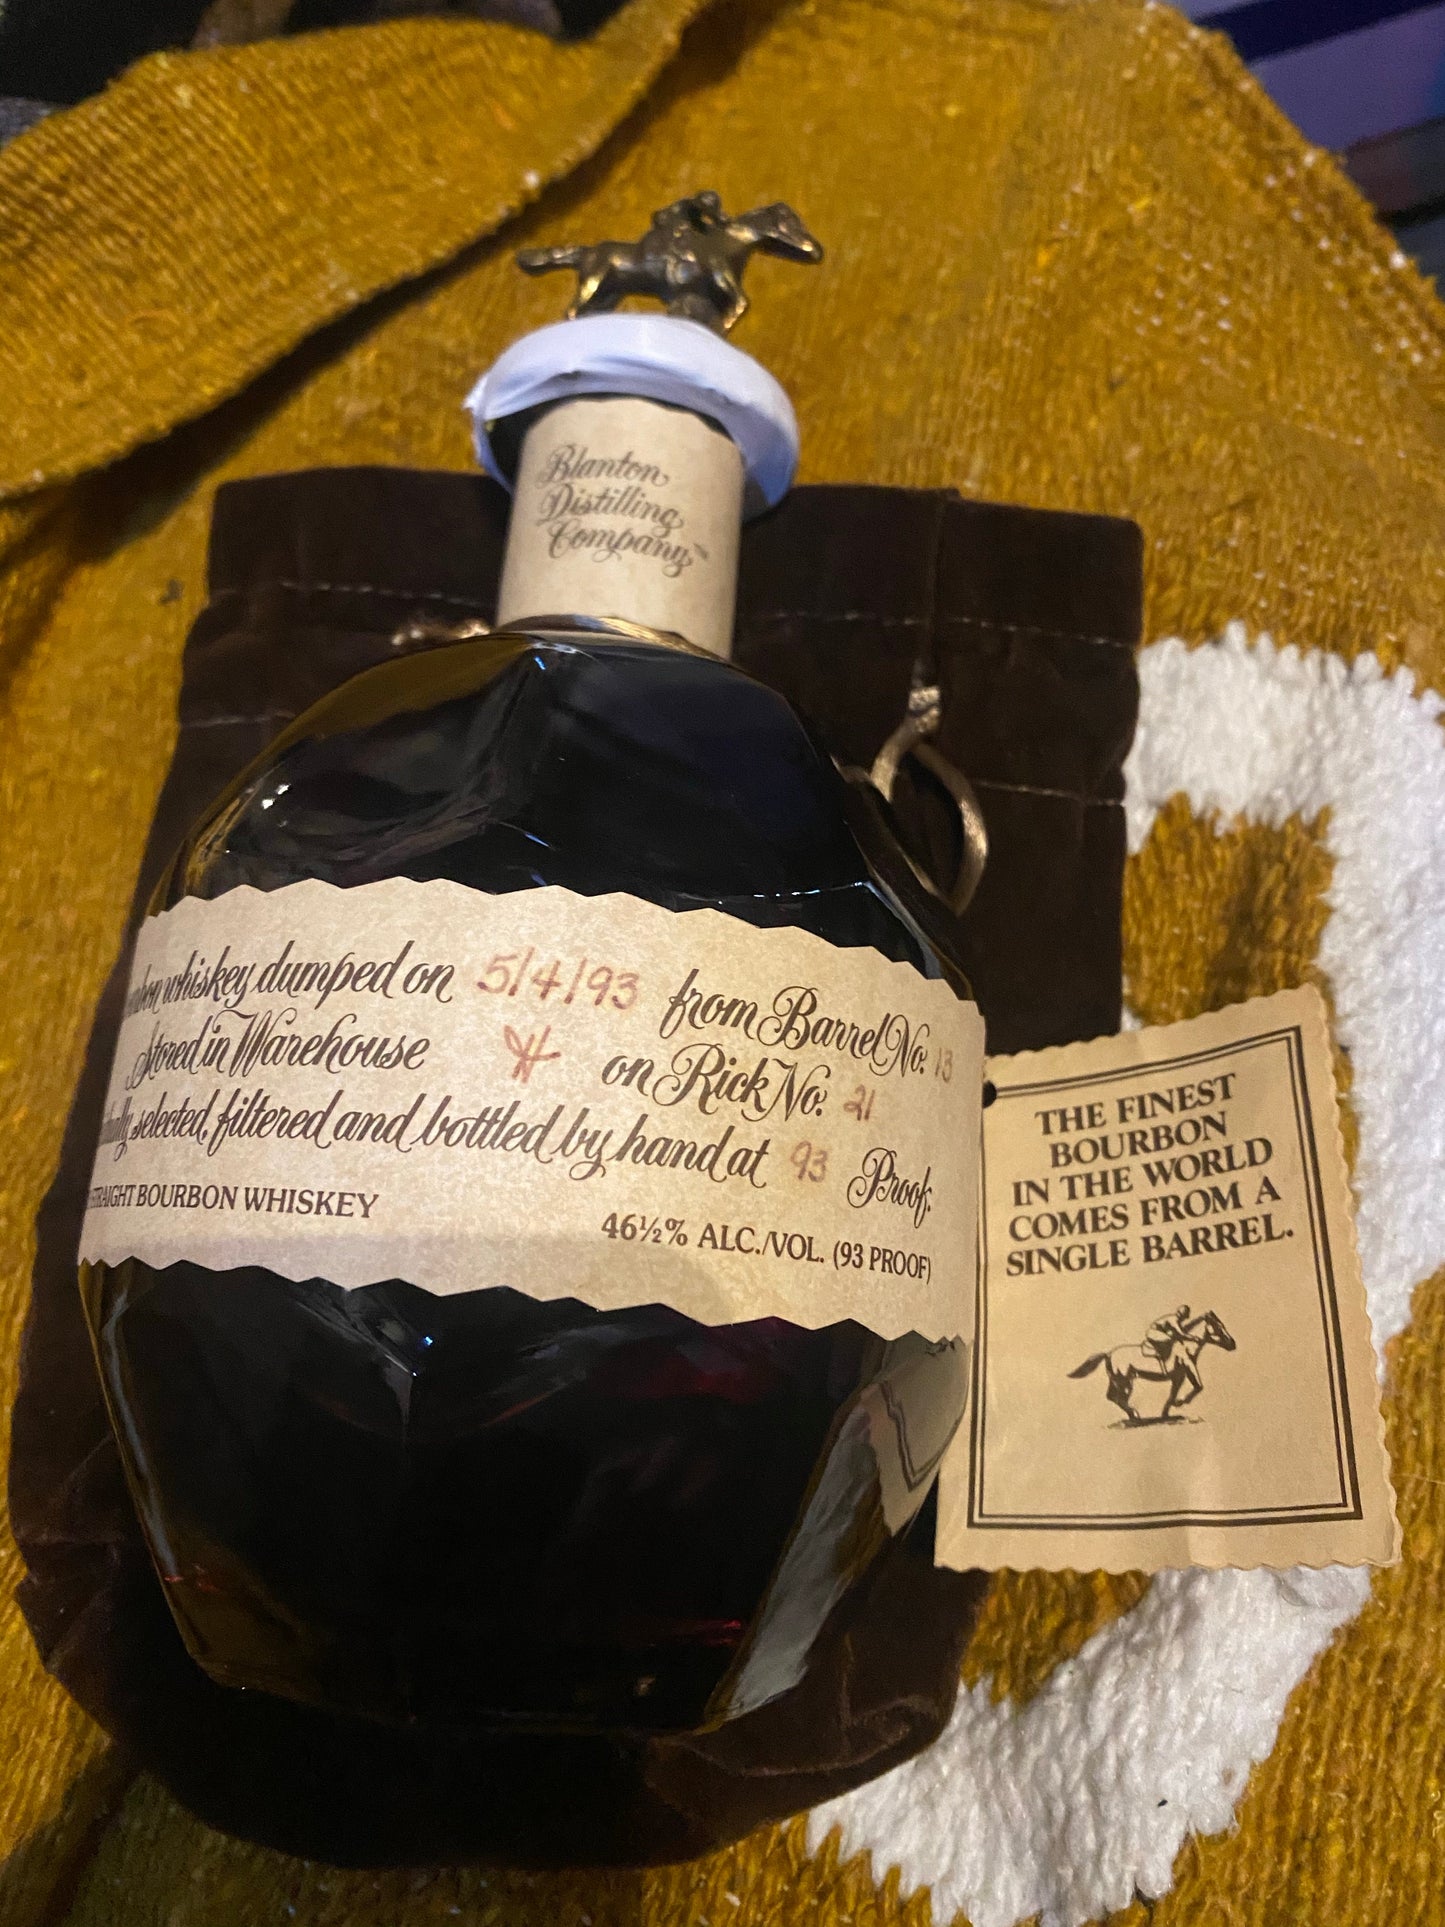 Blanton
Distilling
Company™
whiskey dumped on 5/4/93 from Barrel No. 13
Stored in Warehouse H on Rick No. 21
selected, filtered and bottled by hand at 93 Proof.
STRAIGHT BOURBON WHISKEY
46½% ALC./VOL. (93 PROOF)
THE FINEST
BOURBON
IN THE WORLD
COMES FROM A
SINGLE BARREL.